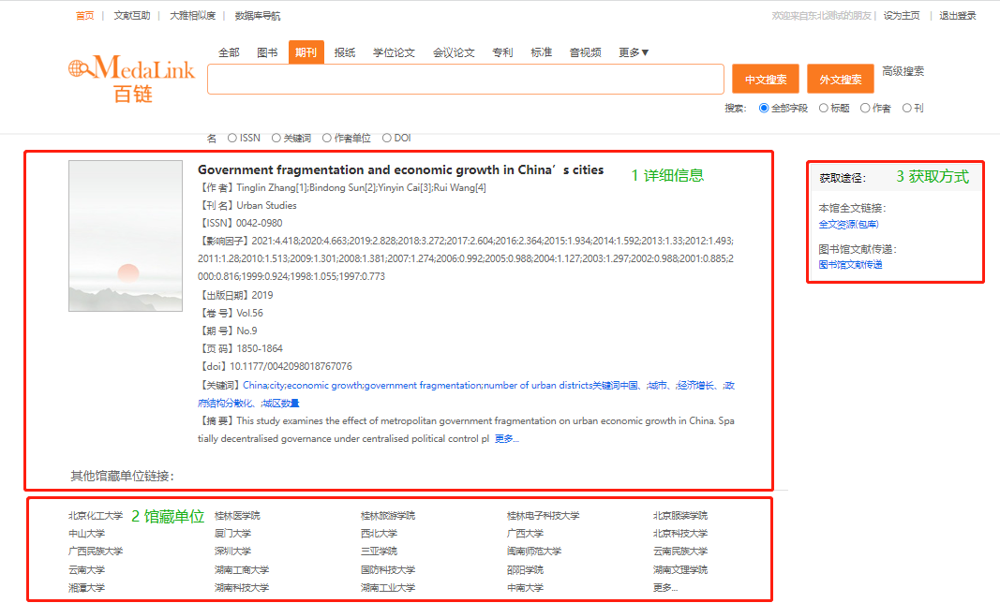 首页 | 文献互助 | 大雅相似度 | 数据库导航
欢迎来自东北测试的朋友 | 设为主页 | 退出登录
MedaLink
百链
全部 图书 期刊 报纸 学位论文 会议论文 专利 标准 音视频 更多▼
中文搜索 外文搜索 高级搜索
搜索: 全部字段 标题 作者 刊
名 ISSN 关键词 作者单位 DOI
Government fragmentation and economic growth in China’s cities
1 详细信息
【作 者】Tinglin Zhang[1];Bindong Sun[2];Yinyin Cai[3];Rui Wang[4]
【刊 名】Urban Studies
【ISSN】0042-0980
【影响因子】2021:4.418;2020:4.663;2019:2.828;2018:3.272;2017:2.604;2016:2.364;2015:1.934;2014:1.592;2013:1.33;2012:1.493;
2011:1.28;2010:1.513;2009:1.301;2008:1.381;2007:1.274;2006:0.992;2005:0.988;2004:1.127;2003:1.297;2002:0.988;2001:0.885;2
000:0.816;1999:0.924;1998:1.055;1997:0.773
【出版日期】2019
【卷 号】Vol.56
【期 号】No.9
【页 码】1850-1864
【doi】10.1177/0042098018767076
【关键词】China;city;economic growth;government fragmentation;number of urban districts关键词中国、;城市、;经济增长、;政
府结构分散化、;城区数量
【摘 要】This study examines the effect of metropolitan government fragmentation on urban economic growth in China. Spa
tially decentralised governance under centralised political control pl 更多...
其他馆藏单位链接：
北京化工大学 2 馆藏单位 桂林医学院 桂林旅游学院 桂林电子科技大学 北京服装学院
中山大学 厦门大学 西北大学 广西大学 北京科技大学
广西民族大学 深圳大学 三亚学院 闽南师范大学 云南民族大学
云南大学 湖南工商大学 国防科技大学 邵阳学院 湖南文理学院
湘潭大学 湖南科技大学 湖南工业大学 中南大学 更多...
获取途径： 3 获取方式
本馆全文链接：
全文资源(包库)
图书馆文献传递：
图书馆文献传递